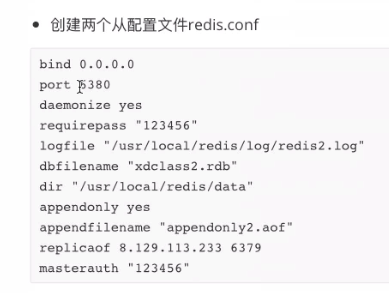 创建两个从配置文件redis.conf
bind 0.0.0.0
port 6380
daemonize yes
requirepass "123456"
logfile "/usr/local/redis/log/redis2.log"
dbfilename "xdclass2.rdb"
dir "/usr/local/redis/data"
appendonly yes
appendfilename "appendonly2.aof"
replicaof 8.129.113.233 6379
masterauth "123456"